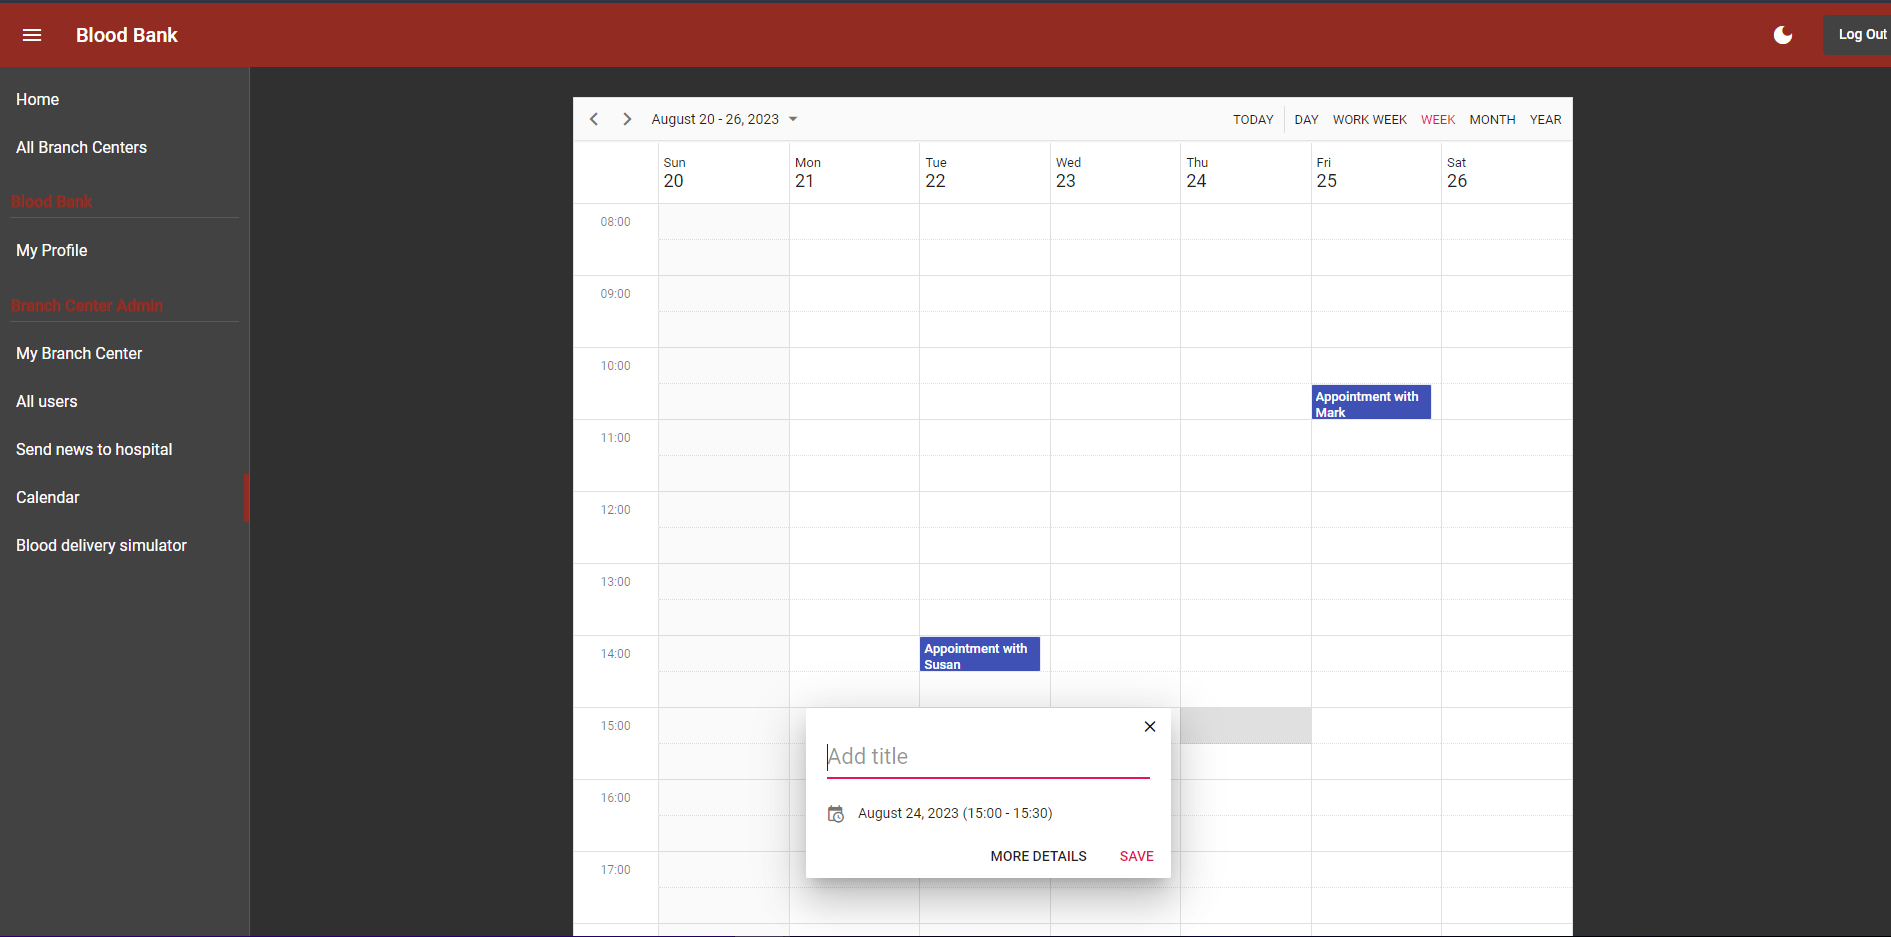 Blood Bank
Log Out
Home
All Branch Centers
Blood Bank
My Profile
Branch Center Admin
My Branch Center
All users
Send news to hospital
Calendar
Blood delivery simulator
August 20 - 26, 2023
TODAY DAY WORK WEEK WEEK MONTH YEAR
Sun Mon Tue Wed Thu Fri Sat
20 21 22 23 24 25 26
08:00
09:00
10:00
Appointment with
Mark
11:00
12:00
13:00
14:00
Appointment with
Susan
15:00
Add title
16:00
August 24, 2023 (15:00 - 15:30)
MORE DETAILS SAVE
17:00